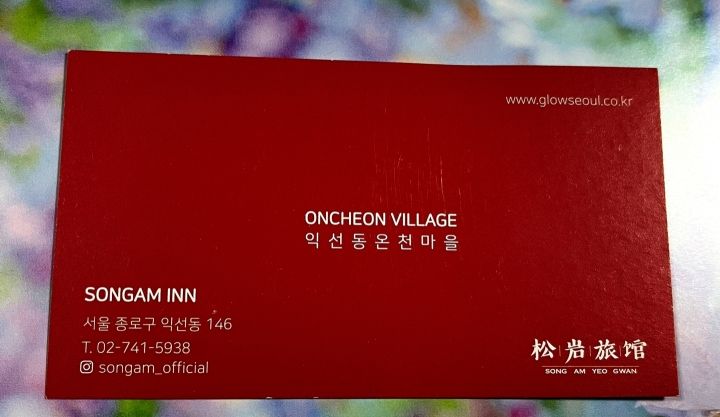 www.glowseoul.co.kr
ONCHEON VILLAGE
익선동온천마을
SONGAM INN
서울 종로구 익선동 146
T. 02-741-5938
songam_official
松岩旅馆
SONG AM YEO GWAN